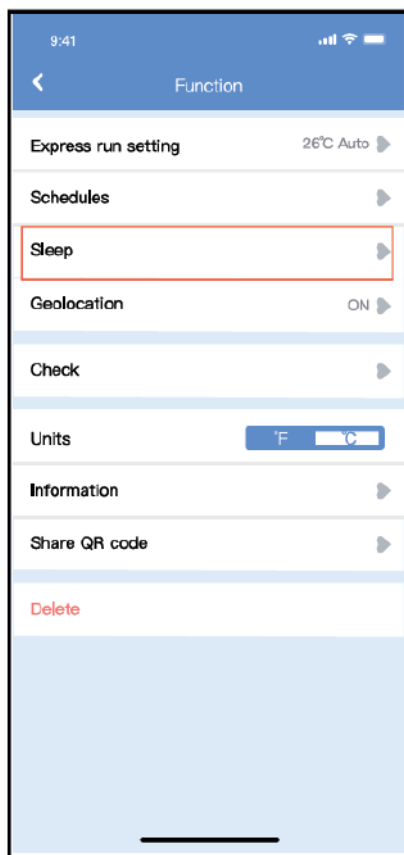 9:41
Function
Express run setting 26℃ Auto
Schedules
Sleep
Geolocation ON
Check
Units °F °C
Information
Share QR code
Delete